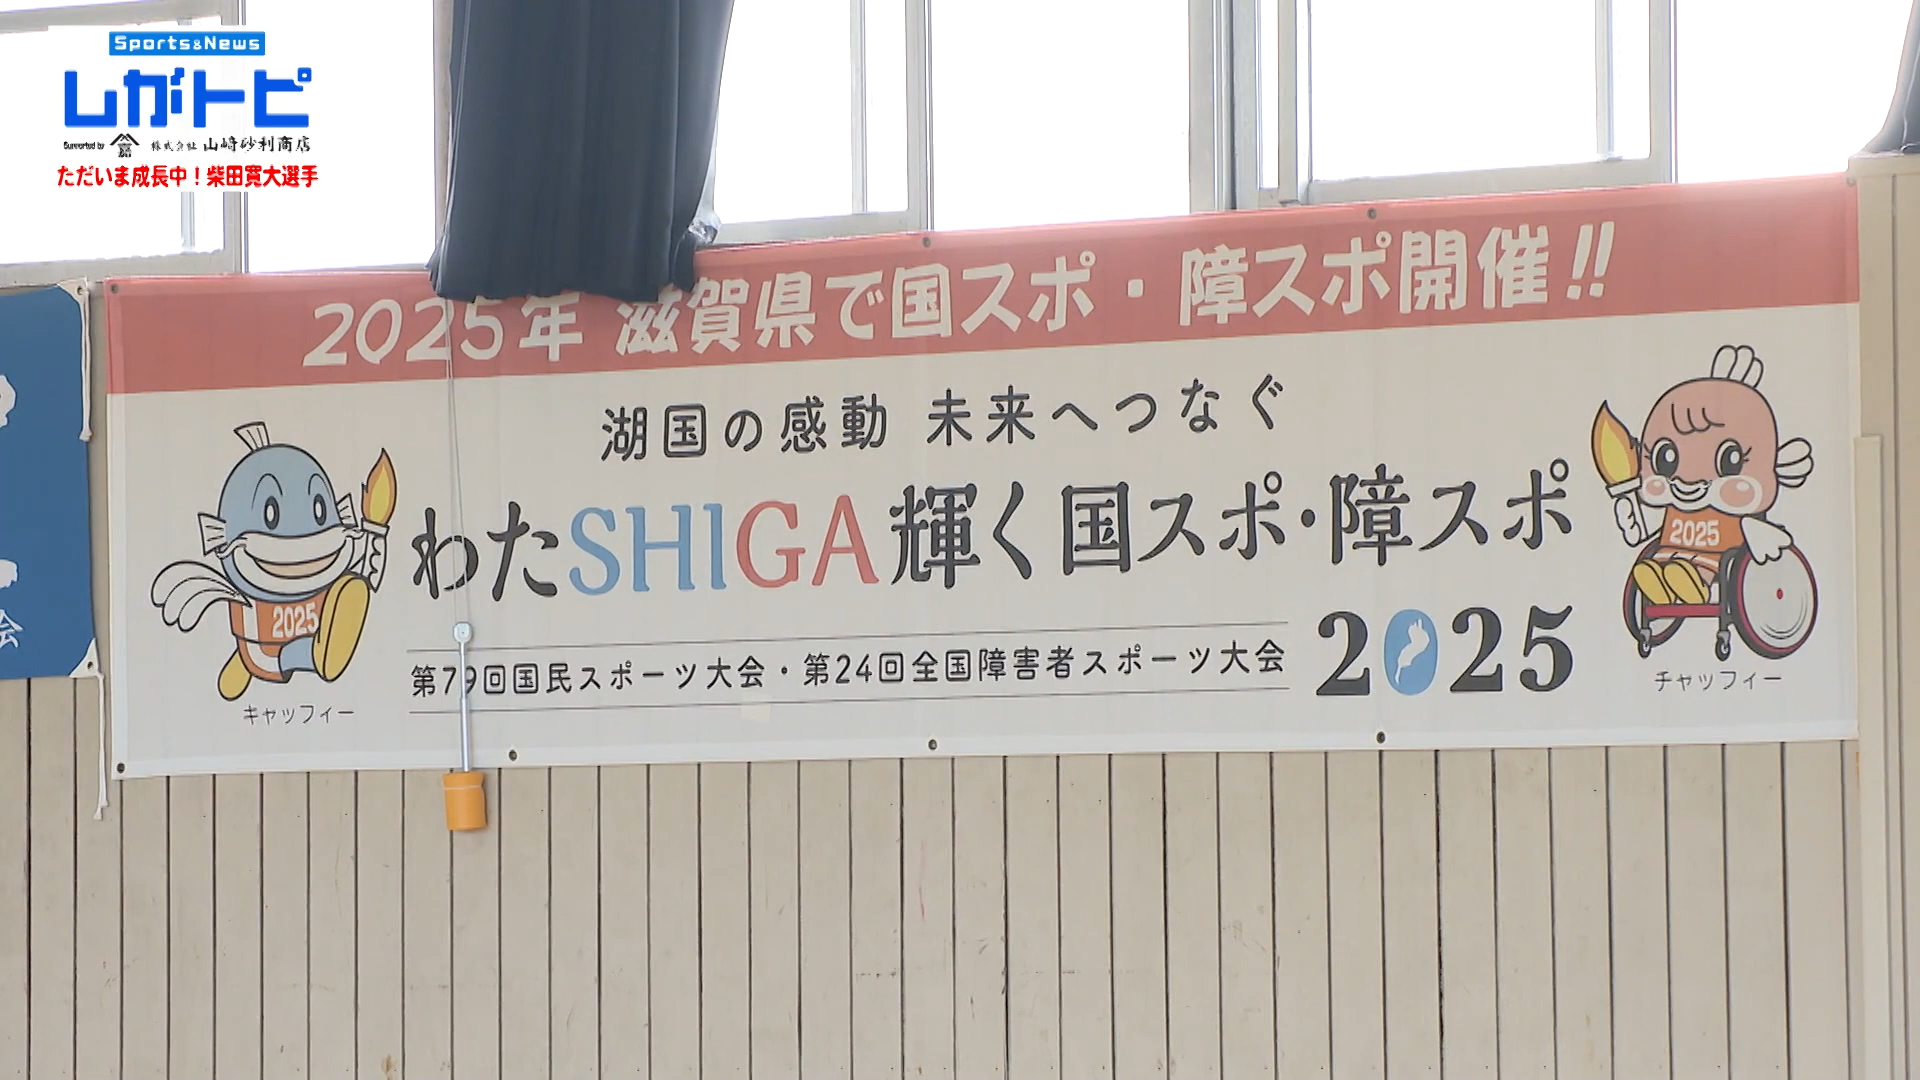 Sports&News
しがトピ
Supported by 株式会社 山崎砂利商店
ただいま成長中！柴田寛大選手
2025年 滋賀県で国スポ・障スポ開催!!
湖国の感動 未来へつなぐ
わたSHIGA輝く国スポ・障スポ
2025
第79回国民スポーツ大会・第24回全国障害者スポーツ大会
2025
キャッフィー
2025
チャッフィー
会